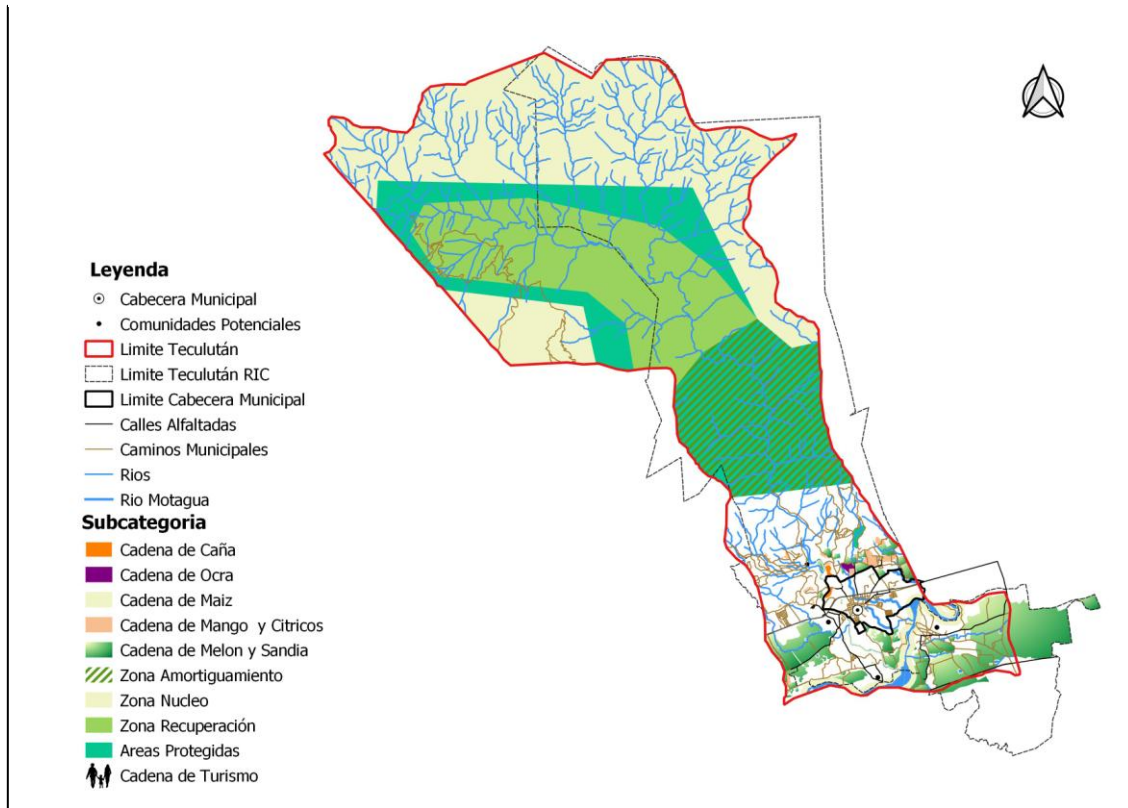 Leyenda
Cabecera Municipal
Comunidades Potenciales
Limite Teculután
Limite Teculután RIC
Limite Cabecera Municipal
Calles Alfaltadas
Caminos Municipales
Rios
Rio Motagua
Subcategoria
Cadena de Caña
Cadena de Ocra
Cadena de Maiz
Cadena de Mango y Citricos
Cadena de Melon y Sandia
Zona Amortiguamiento
Zona Nucleo
Zona Recuperación
Areas Protegidas
Cadena de Turismo